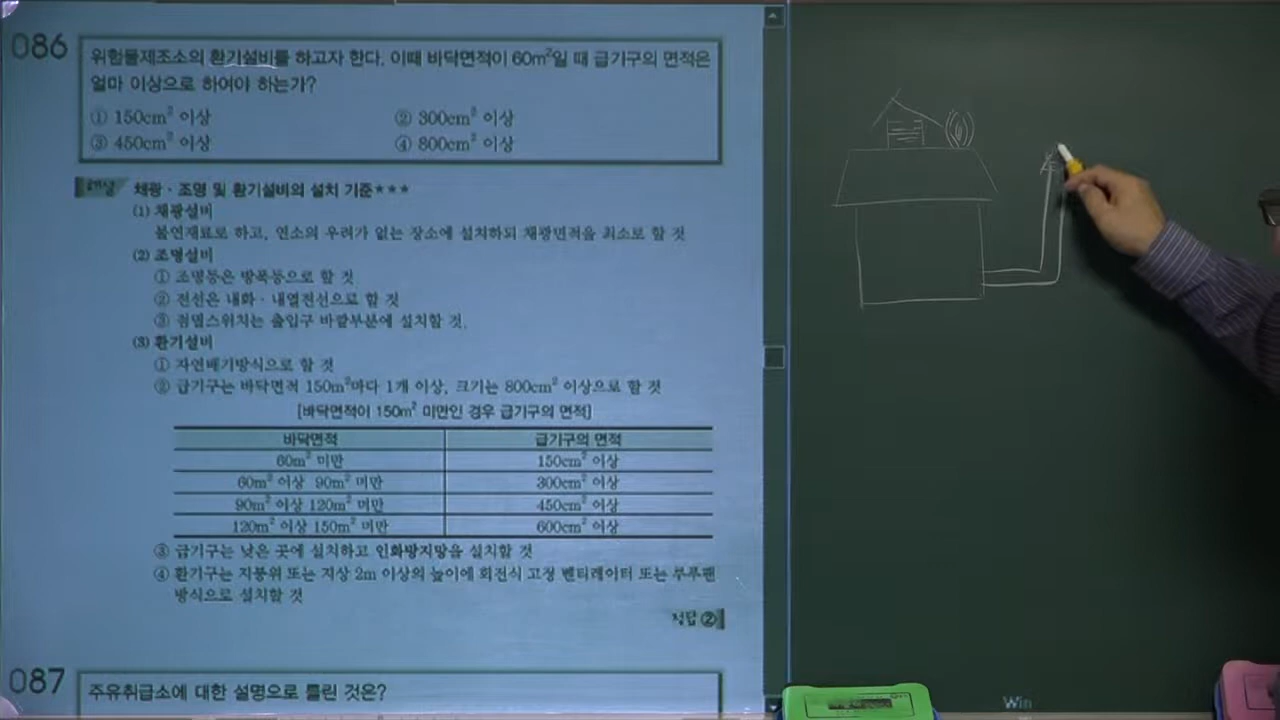 086
위험물제조소의 환기설비를 하고자 한다. 이때 바닥면적이 60m²일 때 급기구의 면적은
얼마 이상으로 하여야 하는가?
① 150cm² 이상 ② 300cm² 이상
③ 450cm² 이상 ④ 800cm² 이상
해설 채광·조명 및 환기설비의 설치 기준★★★
(1) 채광설비
불연재료로 하고, 연소의 우려가 없는 장소에 설치하되 채광면적을 최소로 할 것
(2) 조명설비
① 조명등은 방폭등으로 할 것
② 전선은 내화·내열전선으로 할 것
③ 점멸스위치는 출입구 바깥부분에 설치할 것.
(3) 환기설비
① 자연배기방식으로 할 것
② 급기구는 바닥면적 150m²마다 1개 이상, 크기는 800cm² 이상으로 할 것
[바닥면적이 150m² 미만인 경우 급기구의 면적]
바닥면적 급기구의 면적
60m² 미만 150cm² 이상
60m² 이상 90m² 미만 300cm² 이상
90m² 이상 120m² 미만 450cm² 이상
120m² 이상 150m² 미만 600cm² 이상
③ 급기구는 낮은 곳에 설치하고 인화방지망을 설치할 것
④ 환기구는 지붕위 또는 지상 2m 이상의 높이에 회전식 고정 벤티레이터 또는 루푸팬
방식으로 설치할 것
정답 ②
087
주유취급소에 대한 설명으로 틀린 것은?
Win